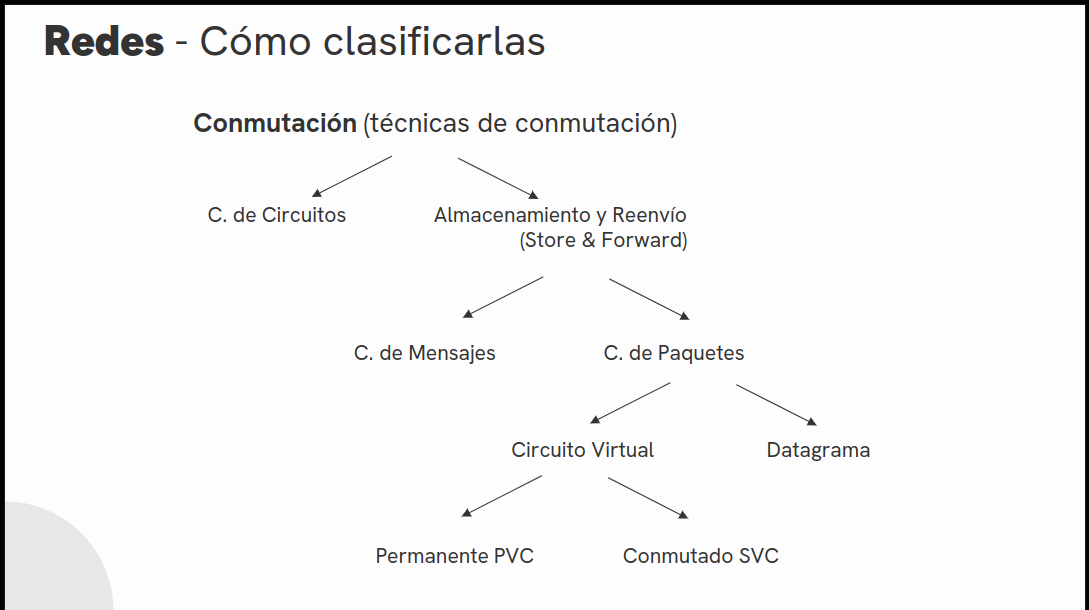 Redes - Cómo clasificarlas
Conmutación (técnicas de conmutación)
C. de Circuitos
Almacenamiento y Reenvío
(Store & Forward)
C. de Mensajes
C. de Paquetes
Circuito Virtual
Datagrama
Permanente PVC
Conmutado SVC